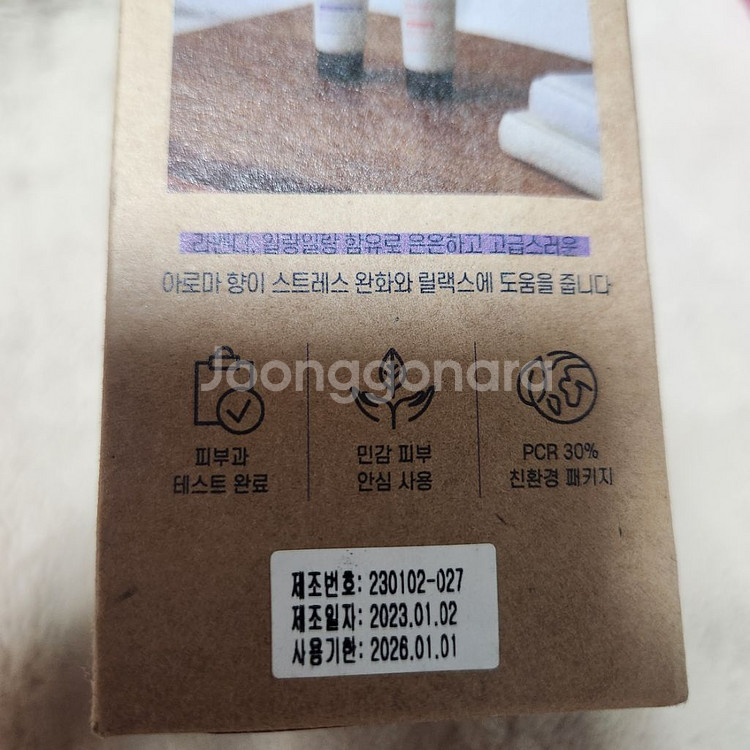 라벤더, 일랑일랑 함유로 은은하고 고급스러운
아로마 향이 스트레스 완화와 릴랙스에 도움을 줍니다
Joonggonara
피부과
테스트 완료
민감 피부
안심 사용
PCR 30%
친환경 패키지
제조번호: 230102-027
제조일자: 2023.01.02
사용기한: 2026.01.01
Joonggonara